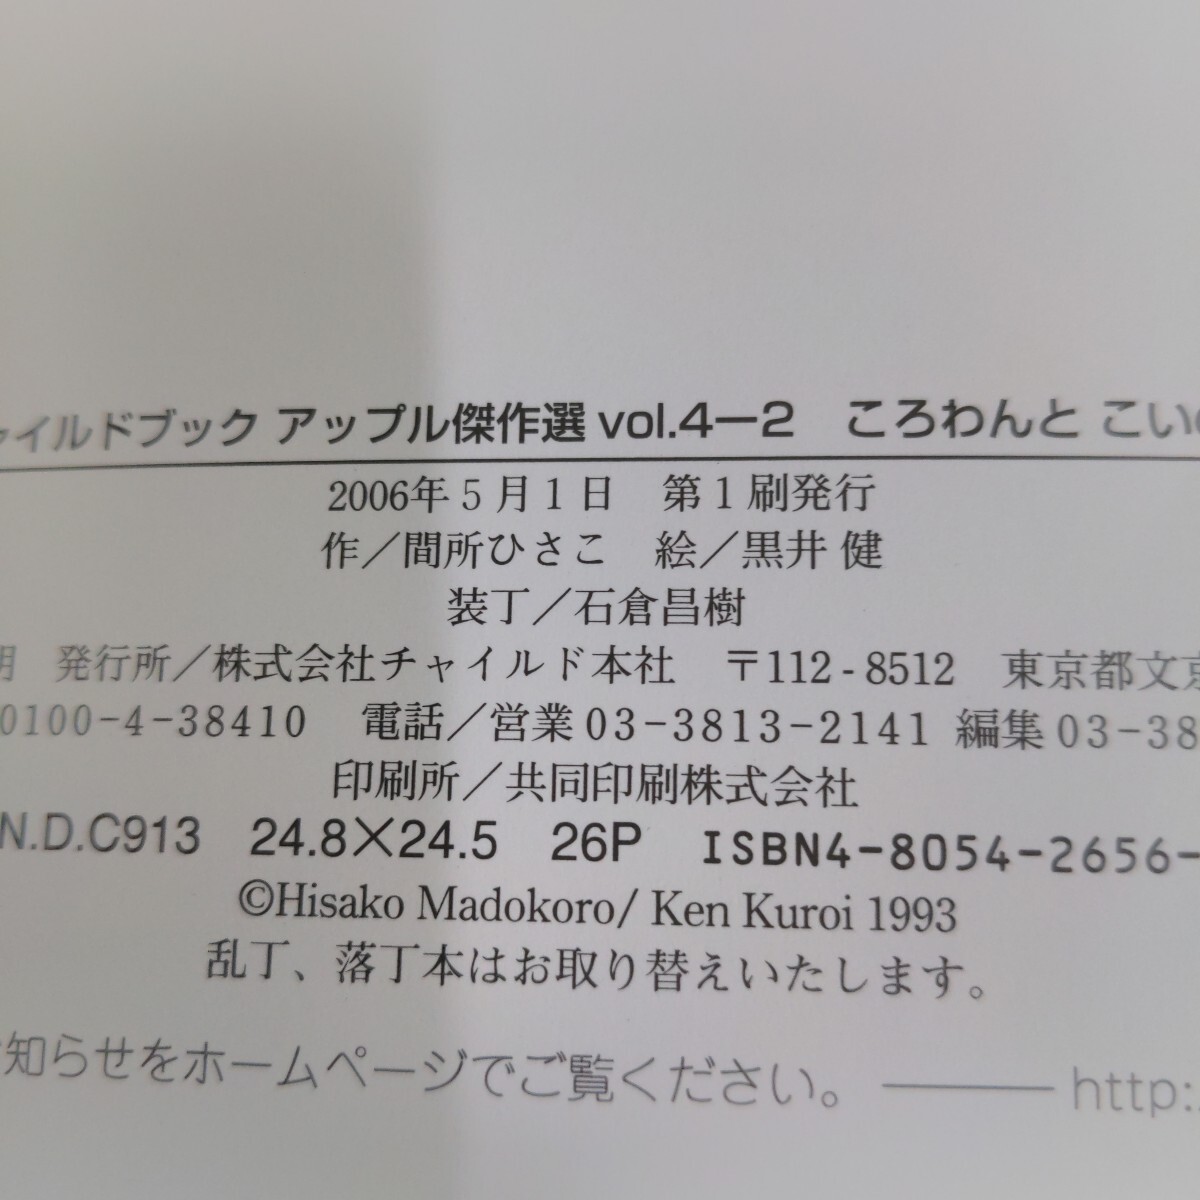 チャイルドブック アップル傑作選 vol.4ー2　ころわんと こいの
2006年5月1日　第1刷発行
作／間所ひさこ　絵／黒井 健
装丁／石倉昌樹
明　発行所／株式会社チャイルド本社　〒112-8512　東京都文京
00100-4-38410　電話／営業03-3813-2141 編集03-38
印刷所／共同印刷株式会社
N.D.C913　24.8×24.5　26P　ISBN4-8054-2656-
©Hisako Madokoro/ Ken Kuroi 1993
乱丁、落丁本はお取り替えいたします。
お知らせをホームページでご覧ください。——http:/